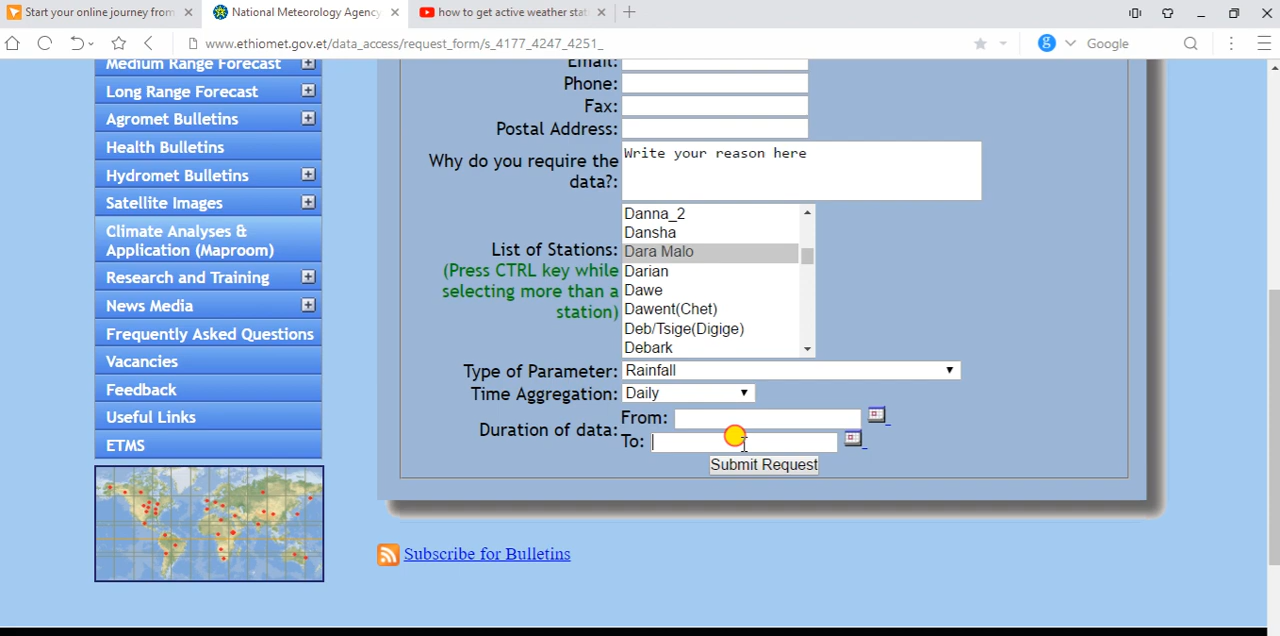 Start your online journey from
National Meteorology Agency
how to get active weather stat
www.ethiomet.gov.et/data_access/request_form/s_4177_4247_4251_
Google
Medium Range Forecast
Long Range Forecast
Agromet Bulletins
Health Bulletins
Hydromet Bulletins
Satellite Images
Climate Analyses &
Application (Maproom)
Research and Training
News Media
Frequently Asked Questions
Vacancies
Feedback
Useful Links
ETMS
Email:
Phone:
Fax:
Postal Address:
Why do you require the
data?:
Write your reason here
List of Stations:
(Press CTRL key while
selecting more than a
station)
Danna_2
Dansha
Dara Malo
Darian
Dawe
Dawent(Chet)
Deb/Tsige(Digige)
Debark
Type of Parameter: Rainfall
Time Aggregation: Daily
Duration of data:
From:
To:
Submit Request
Subscribe for Bulletins